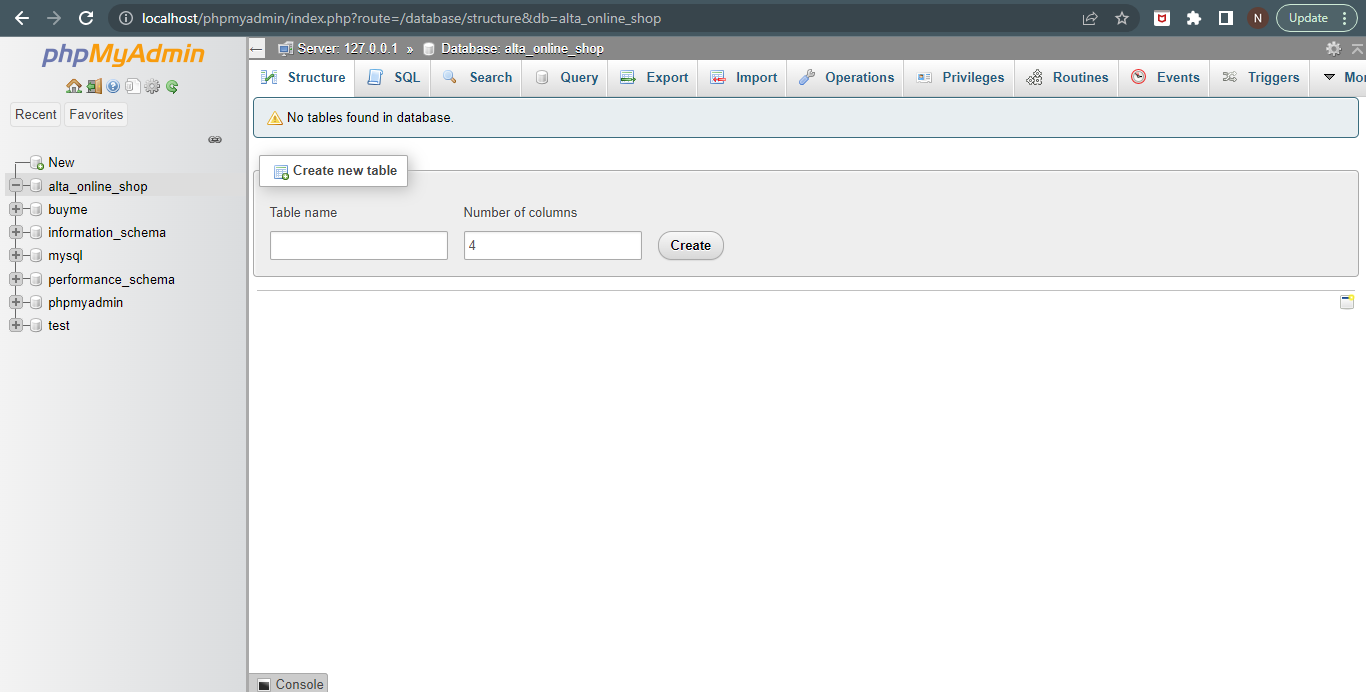 localhost/phpmyadmin/index.php?route=/database/structure&db=alta_online_shop
N
Update
phpMyAdmin
Recent
Favorites
New
alta_online_shop
buyme
information_schema
mysql
performance_schema
phpmyadmin
test
Server: 127.0.0.1 » Database: alta_online_shop
Structure
SQL
Search
Query
Export
Import
Operations
Privileges
Routines
Events
Triggers
No tables found in database.
Create new table
Table name
Number of columns
4
Create
Console